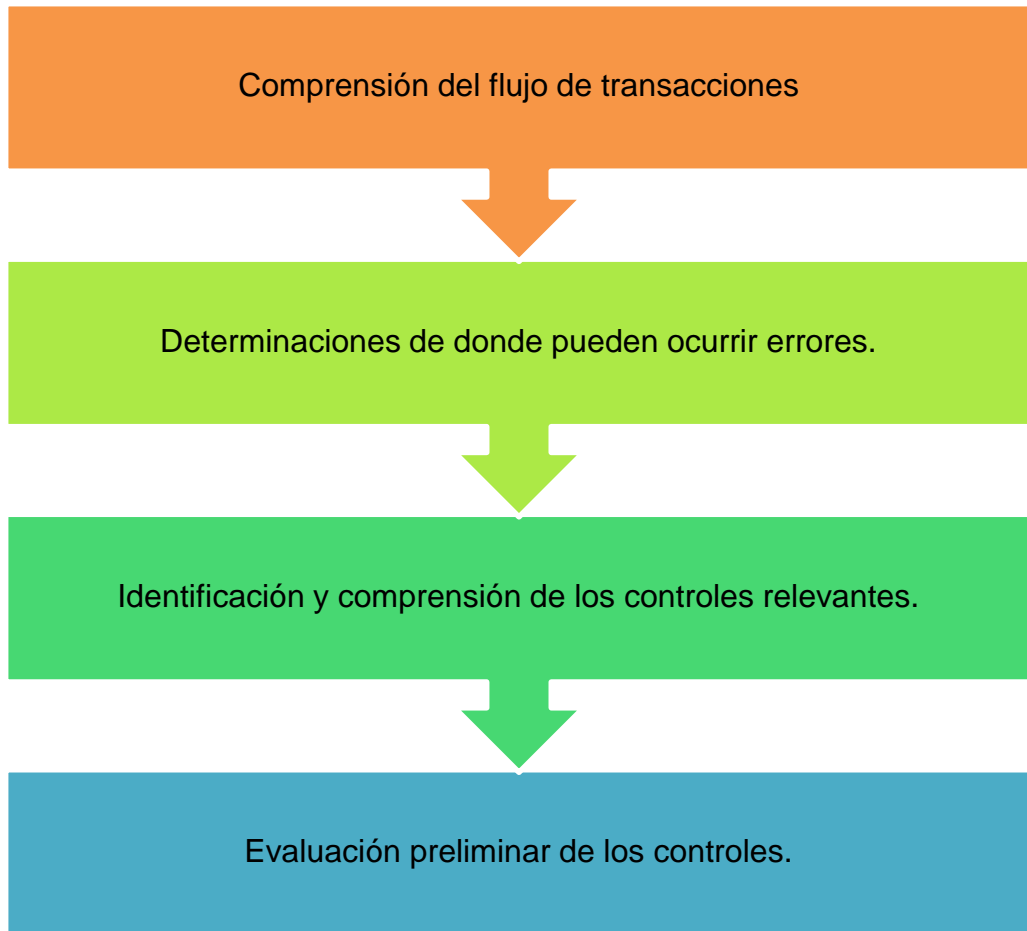 Comprensión del flujo de transacciones
Determinaciones de donde pueden ocurrir errores.
Identificación y comprensión de los controles relevantes.
Evaluación preliminar de los controles.